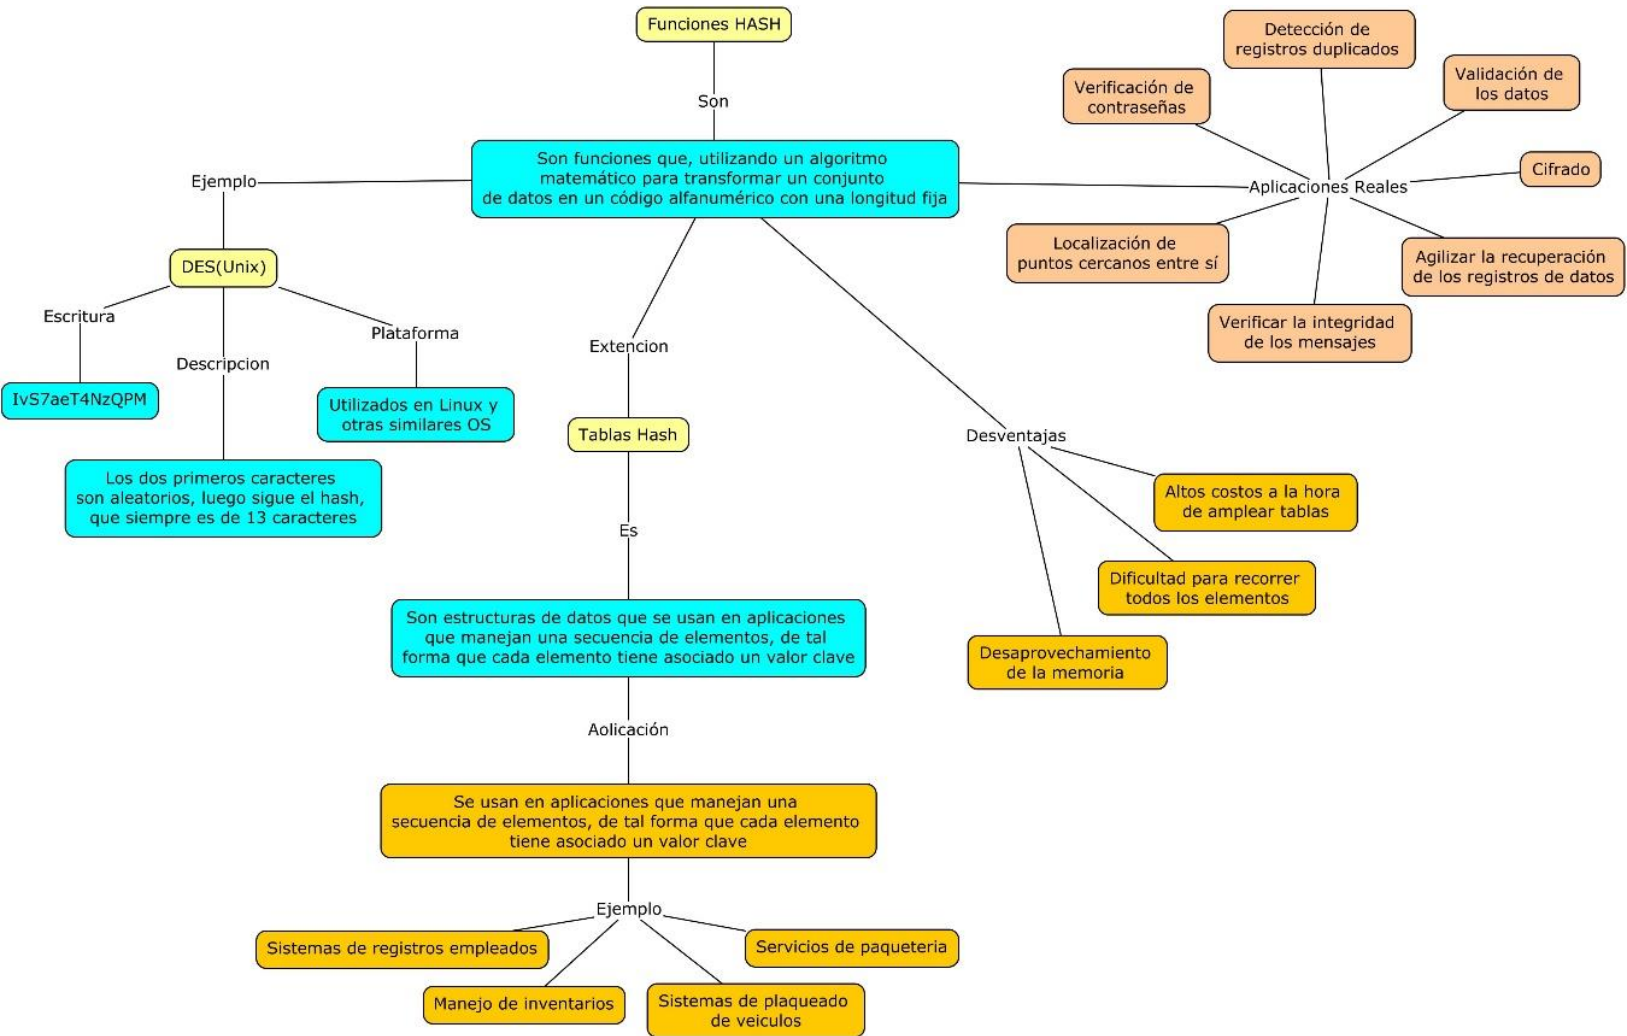 Funciones HASH
Son
Son funciones que, utilizando un algoritmo
matemático para transformar un conjunto
de datos en un código alfanumérico con una longitud fija
Ejemplo
DES(Unix)
Escritura
IvS7aeT4NzQPM
Descripcion
Los dos primeros caracteres
son aleatorios, luego sigue el hash,
que siempre es de 13 caracteres
Plataforma
Utilizados en Linux y
otras similares OS
Extencion
Tablas Hash
Es
Son estructuras de datos que se usan en aplicaciones
que manejan una secuencia de elementos, de tal
forma que cada elemento tiene asociado un valor clave
Aolicación
Se usan en aplicaciones que manejan una
secuencia de elementos, de tal forma que cada elemento
tiene asociado un valor clave
Ejemplo
Sistemas de registros empleados
Manejo de inventarios
Sistemas de plaqueado
de veiculos
Servicios de paqueteria
Desventajas
Altos costos a la hora
de amplear tablas
Dificultad para recorrer
todos los elementos
Desaprovechamiento
de la memoria
Aplicaciones Reales
Verificación de
contraseñas
Detección de
registros duplicados
Validación de
los datos
Cifrado
Agilizar la recuperación
de los registros de datos
Verificar la integridad
de los mensajes
Localización de
puntos cercanos entre sí